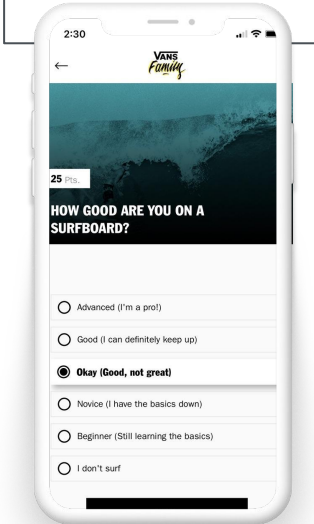 2:30
VANS
Family
25 Pts.
HOW GOOD ARE YOU ON A
SURFBOARD?
Advanced (I'm a pro!)
Good (I can definitely keep up)
Okay (Good, not great)
Novice (I have the basics down)
Beginner (Still learning the basics)
I don't surf